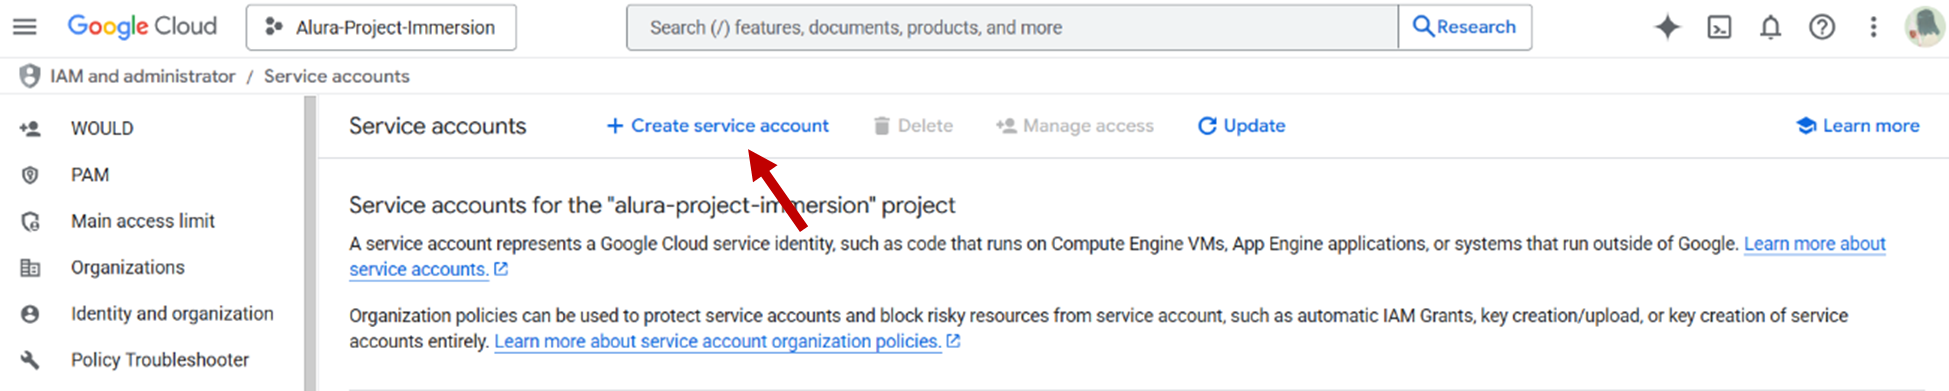 Google Cloud
Alura-Project-Immersion
Search (/) features, documents, products, and more
Research
IAM and administrator / Service accounts
WOULD
PAM
Main access limit
Organizations
Identity and organization
Policy Troubleshooter
Service accounts
+ Create service account
Delete
Manage access
Update
Learn more
Service accounts for the "alura-project-immersion" project
A service account represents a Google Cloud service identity, such as code that runs on Compute Engine VMs, App Engine applications, or systems that run outside of Google. Learn more about
service accounts.
Organization policies can be used to protect service accounts and block risky resources from service account, such as automatic IAM Grants, key creation/upload, or key creation of service
accounts entirely. Learn more about service account organization policies.